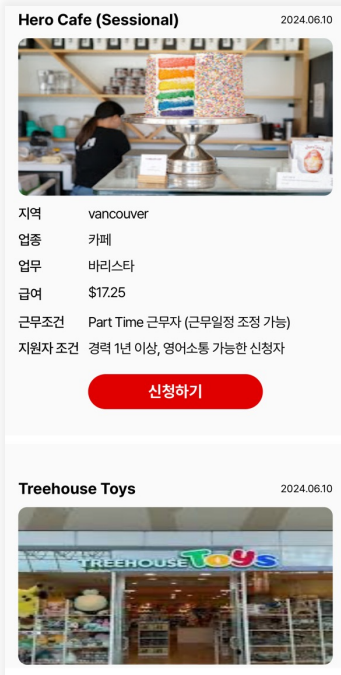 Hero Cafe (Sessional)
2024.06.10
지역 vancouver
업종 카페
업무 바리스타
급여 $17.25
근무조건 Part Time 근무자 (근무일정 조정 가능)
지원자 조건 경력 1년 이상, 영어소통 가능한 신청자
신청하기
Treehouse Toys
2024.06.10
TREEHOUSE TOYS